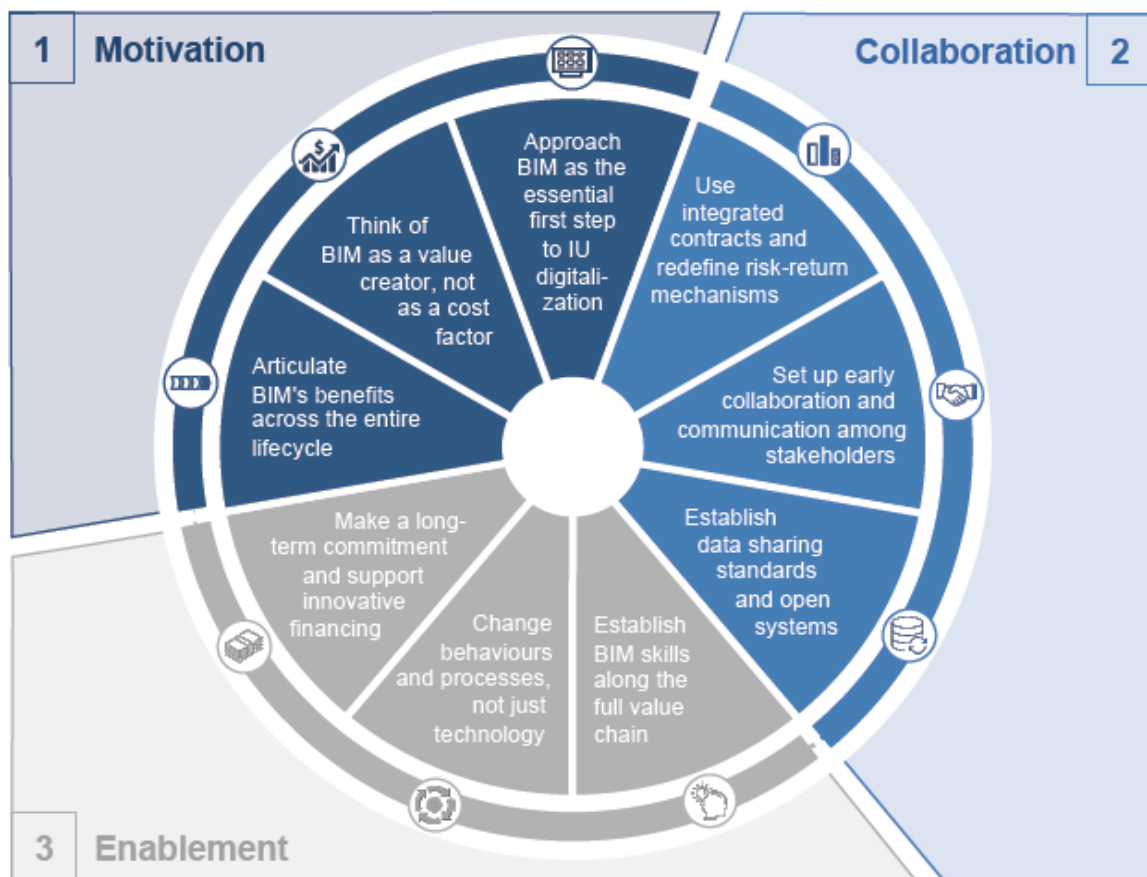 1 Motivation
Collaboration 2
Approach
BIM as the
essential
first step
to IU
digitali-
zation
Think of
BIM as a value
creator, not
as a cost
factor
Articulate
BIM's benefits
across the entire
lifecycle
Use
integrated
contracts and
redefine risk-return
mechanisms
Set up early
collaboration and
communication among
stakeholders
Establish
data sharing
standards
and open
systems
Establish
BIM skills
along the
full value
chain
Change
behaviours
and processes,
not just
technology
Make a long-
term commitment
and support
innovative
financing
3 Enablement
$